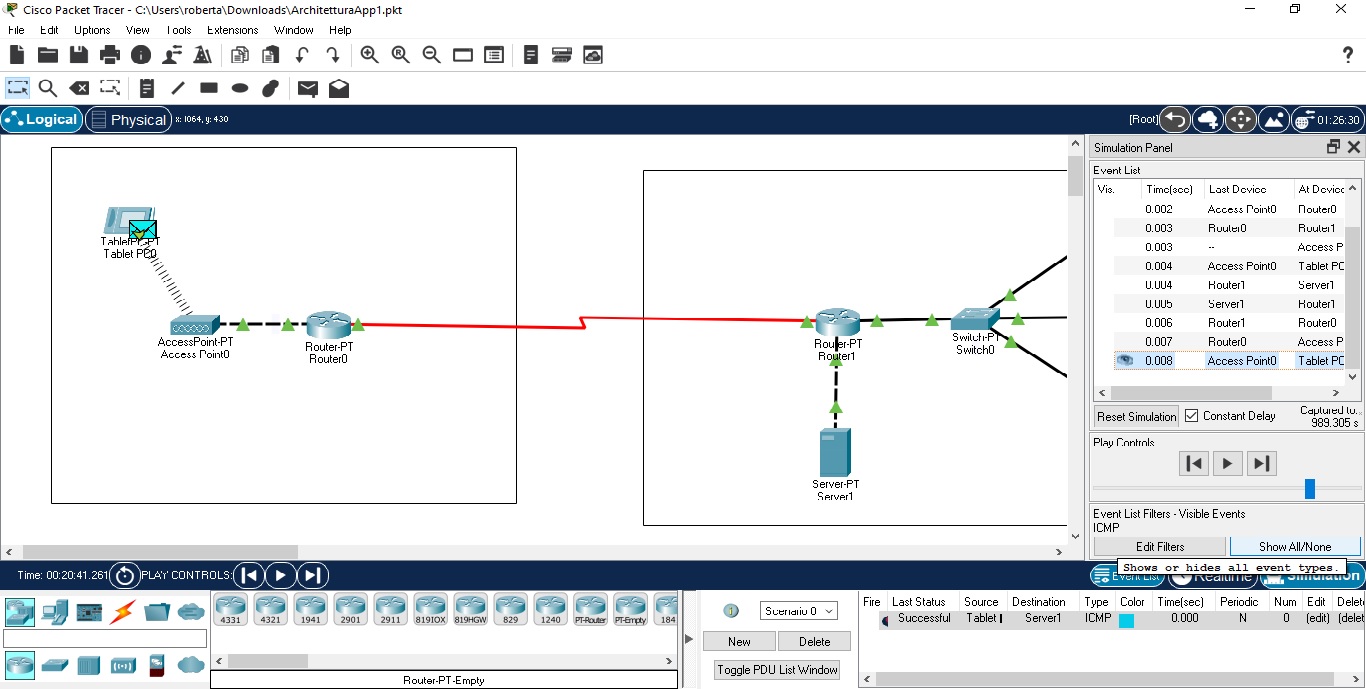 Cisco Packet Tracer - C:\Users\roberta\Downloads\ArchitetturaApp1.pkt
File Edit Options View Tools Extensions Window Help
Logical Physical x: 1064, y: 430 [Root] 01:26:30
TabletPC-PT
Tablet PC0
AccessPoint-PT
Access Point0
Router-PT
Router0
Router-PT
Router1
Switch-PT
Switch0
Server-PT
Server1
Simulation Panel
Event List
Vis. Time(sec) Last Device At Device
0.002 Access Point0 Router0
0.003 Router0 Router1
0.003 -- Access P
0.004 Access Point0 Tablet PC
0.004 Router1 Server1
0.005 Server1 Router1
0.006 Router1 Router0
0.007 Router0 Access P
0.008 Access Point0 Tablet PC
Reset Simulation Constant Delay Captured to:
989.305 s
Play Controls
Event List Filters - Visible Events
ICMP
Edit Filters Show All/None
Shows or hides all event types.
Time: 00:20:41.261 PLAY CONTROLS: Event List Realtime Simulation
4331 4321 1941 2901 2911 819IOX 819HGW 829 1240 PT-Router PT-Empty 184
Router-PT-Empty
Scenario 0
New Delete
Toggle PDU List Window
Fire Last Status Source Destination Type Color Time(sec) Periodic Num Edit Delete
Successful Tablet Server1 ICMP 0.000 N 0 (edit) (delet